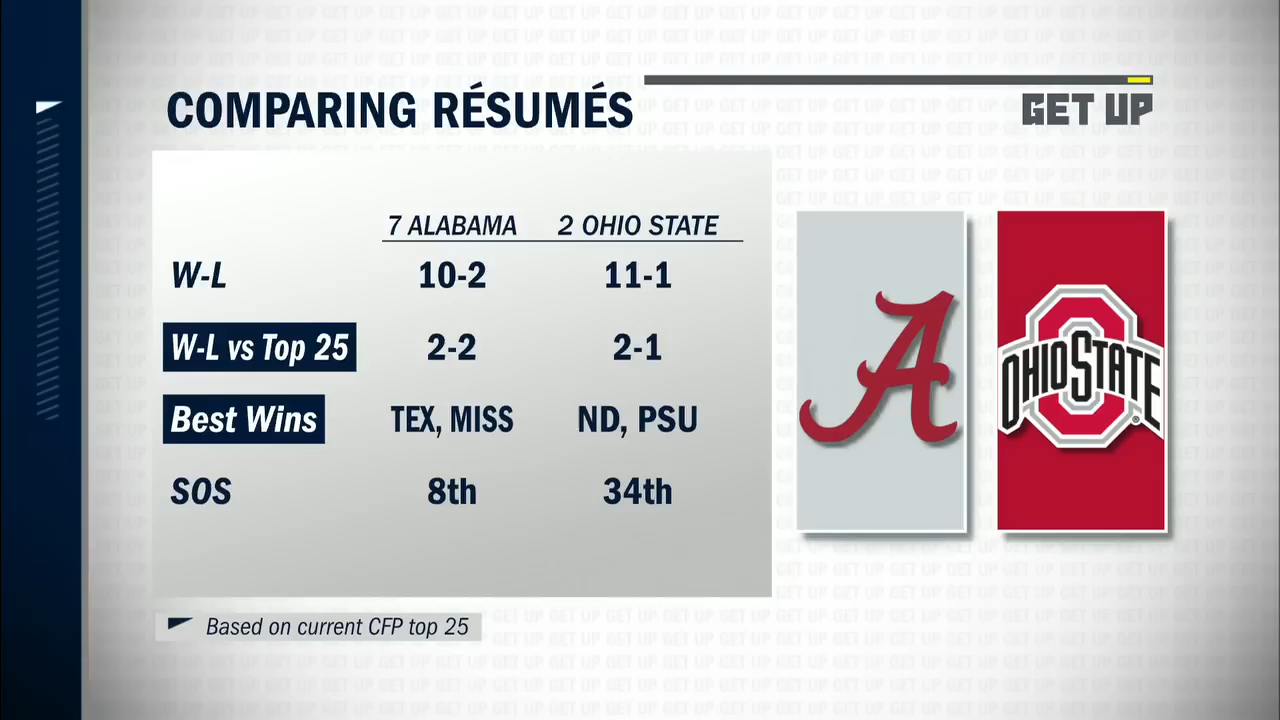 COMPARING RÉSUMÉS
GET UP
7 ALABAMA 2 OHIO STATE
W-L 10-2 11-1
W-L vs Top 25 2-2 2-1
Best Wins TEX, MISS ND, PSU
SOS 8th 34th
A
OHIO STATE
Based on current CFP top 25